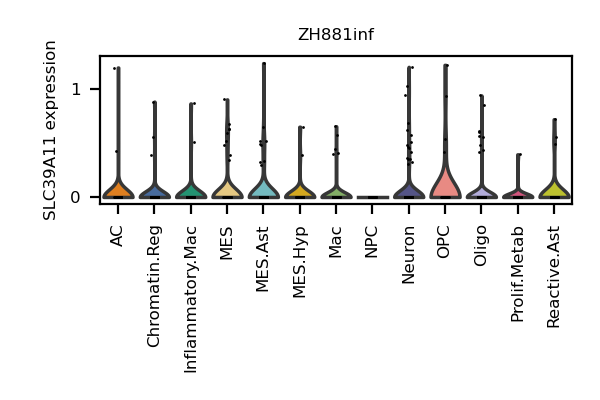 ZH881inf
SLC39A11 expression
1
0
AC
Chromatin.Reg
Inflammatory.Mac
MES
MES.Ast
MES.Hyp
Mac
NPC
Neuron
OPC
Oligo
Prolif.Metab
Reactive.Ast